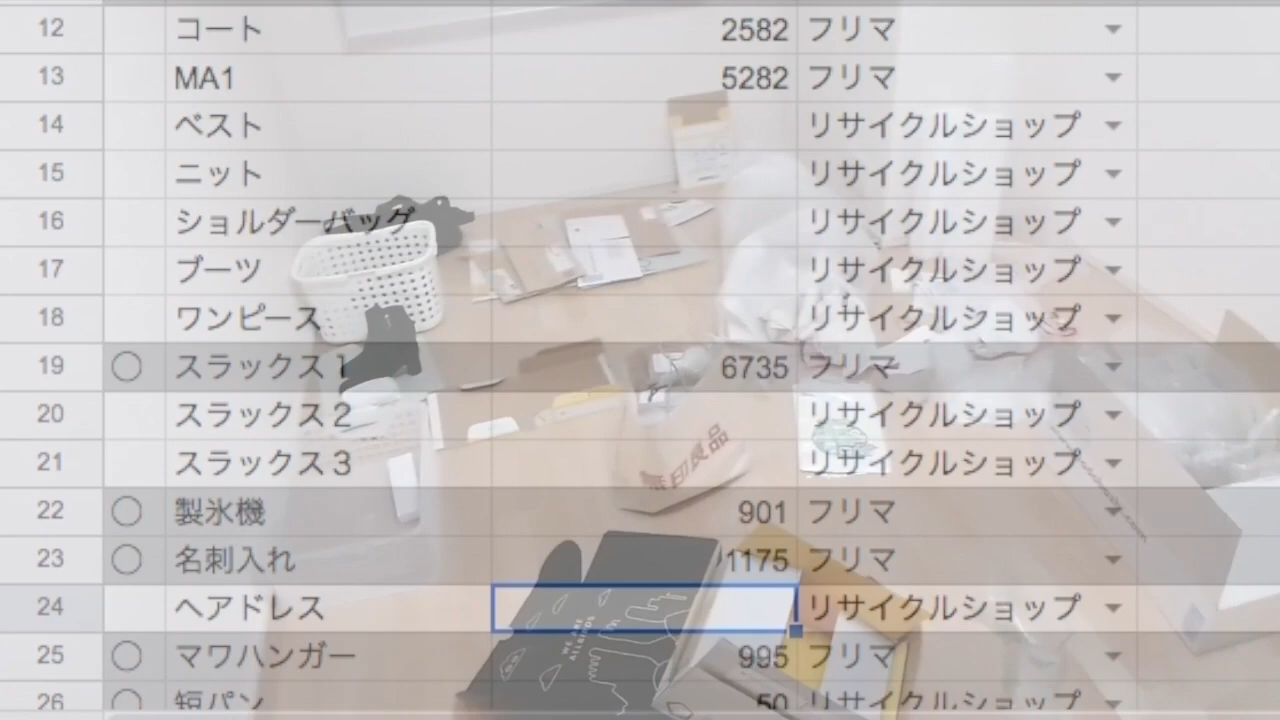 12 コート 2582 フリマ
13 MA1 5282 フリマ
14 ベスト リサイクルショップ
15 ニット リサイクルショップ
16 ショルダーバッグ リサイクルショップ
17 ブーツ リサイクルショップ
18 ワンピース リサイクルショップ
19 ○ スラックス1 6735 フリマ
20 スラックス2 リサイクルショップ
21 スラックス3 リサイクルショップ
22 ○ 製氷機 901 フリマ
23 ○ 名刺入れ 1175 フリマ
24 ヘアドレス リサイクルショップ
25 ○ マワハンガー 995 フリマ
26 ○ 短パン 50 リサイクルショップ
無印良品
WE ARE
ALLBIRDS